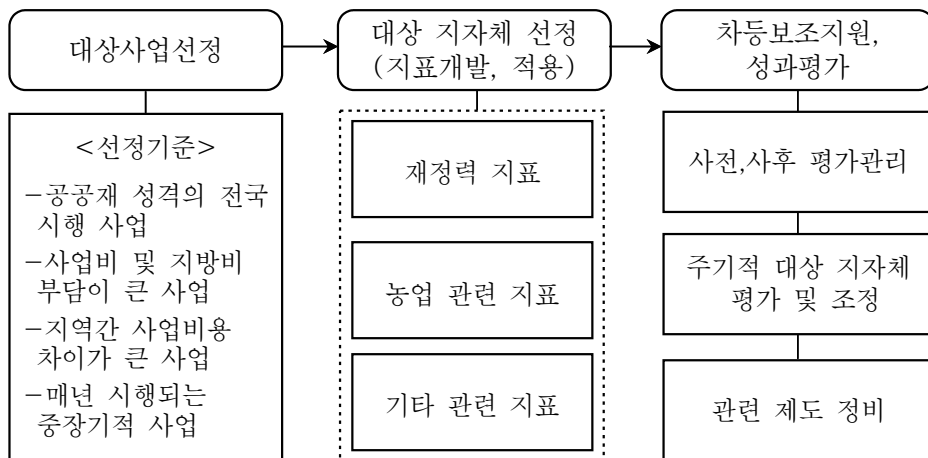 대상사업선정
대상 지자체 선정
(지표개발, 적용)
차등보조지원,
성과평가
<선정기준>
-공공재 성격의 전국
시행 사업
-사업비 및 지방비
부담이 큰 사업
-지역간 사업비용
차이가 큰 사업
-매년 시행되는
중장기적 사업
재정력 지표
농업 관련 지표
기타 관련 지표
사전,사후 평가관리
주기적 대상 지자체
평가 및 조정
관련 제도 정비